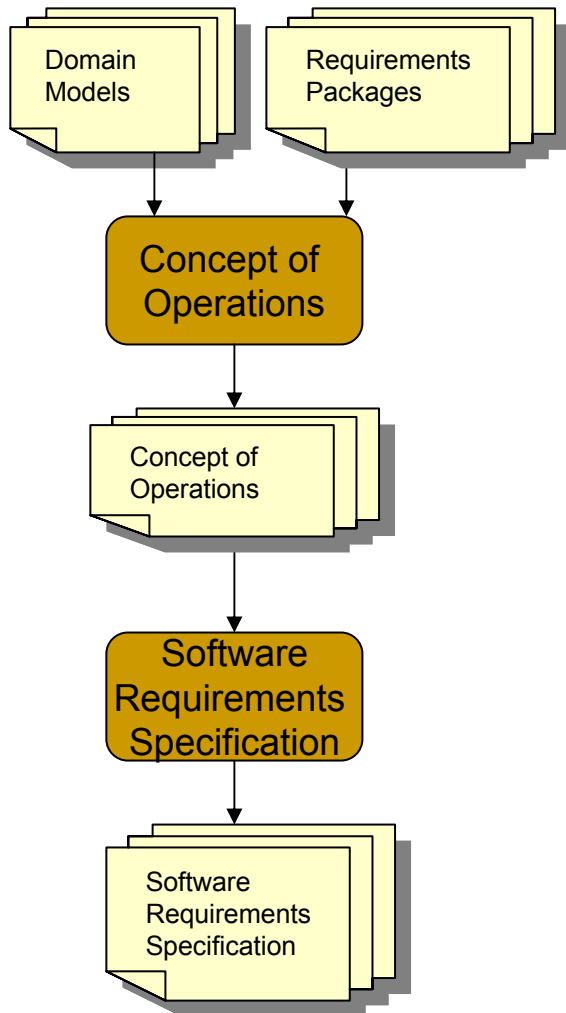 Domain
Models
Requirements
Packages
Concept of
Operations
Concept of
Operations
Software
Requirements
Specification
Software
Requirements
Specification